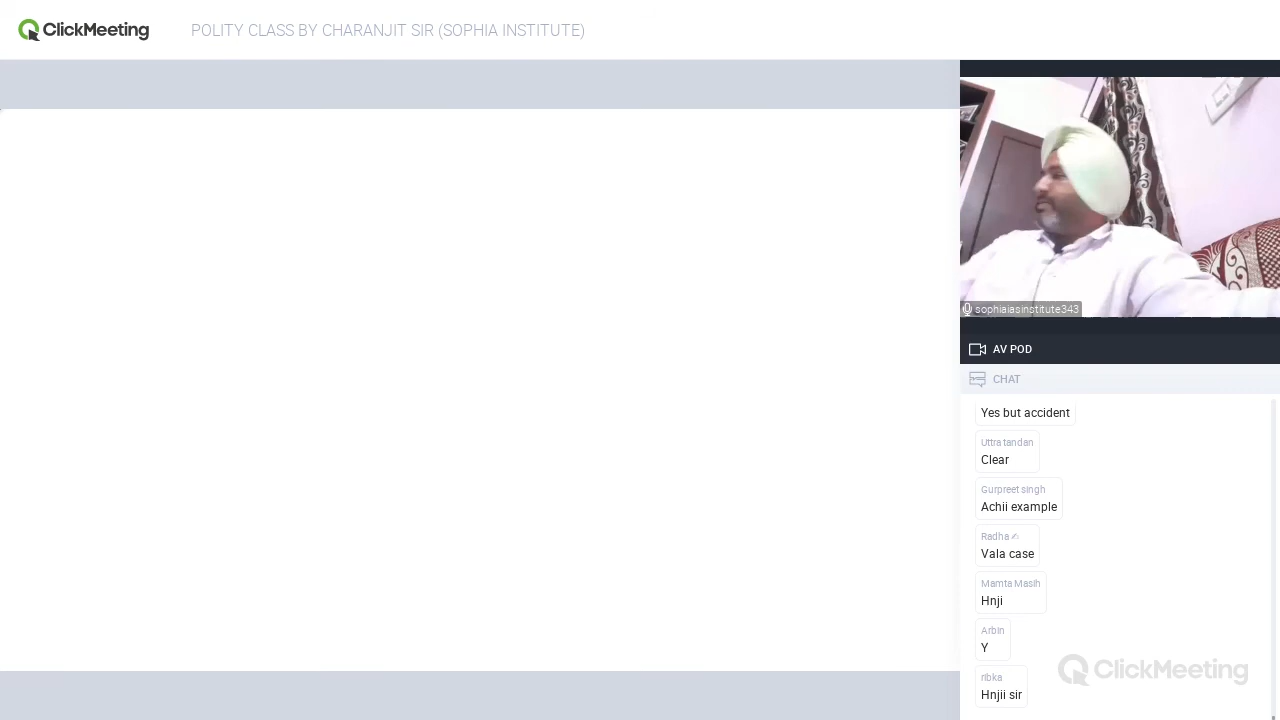 ClickMeeting
POLITY CLASS BY CHARANJIT SIR (SOPHIA INSTITUTE)
sophiaiasinstitute343
AV POD
CHAT
Yes but accident
Uttra tandan
Clear
Gurpreet singh
Achii example
Radha ✍
Vala case
Mamta Masih
Hnji
Arbin
Y
ribka
Hnjii sir
ClickMeeting